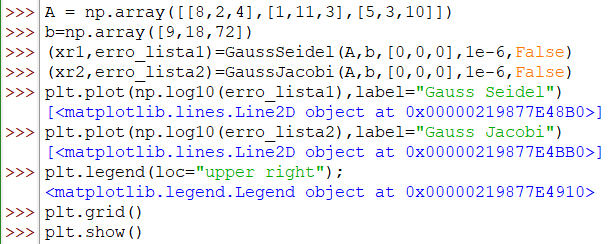 >>> A = np.array([[8,2,4],[1,11,3],[5,3,10]])
>>> b=np.array([9,18,72])
>>> (xr1,erro_lista1)=GaussSeidel(A,b,[0,0,0],1e-6,False)
>>> (xr2,erro_lista2)=GaussJacobi(A,b,[0,0,0],1e-6,False)
>>> plt.plot(np.log10(erro_lista1),label="Gauss Seidel")
[<matplotlib.lines.Line2D object at 0x00000219877E48B0>]
>>> plt.plot(np.log10(erro_lista2),label="Gauss Jacobi")
[<matplotlib.lines.Line2D object at 0x00000219877E4BB0>]
>>> plt.legend(loc="upper right");
<matplotlib.legend.Legend object at 0x00000219877E4910>
>>> plt.grid()
>>> plt.show()